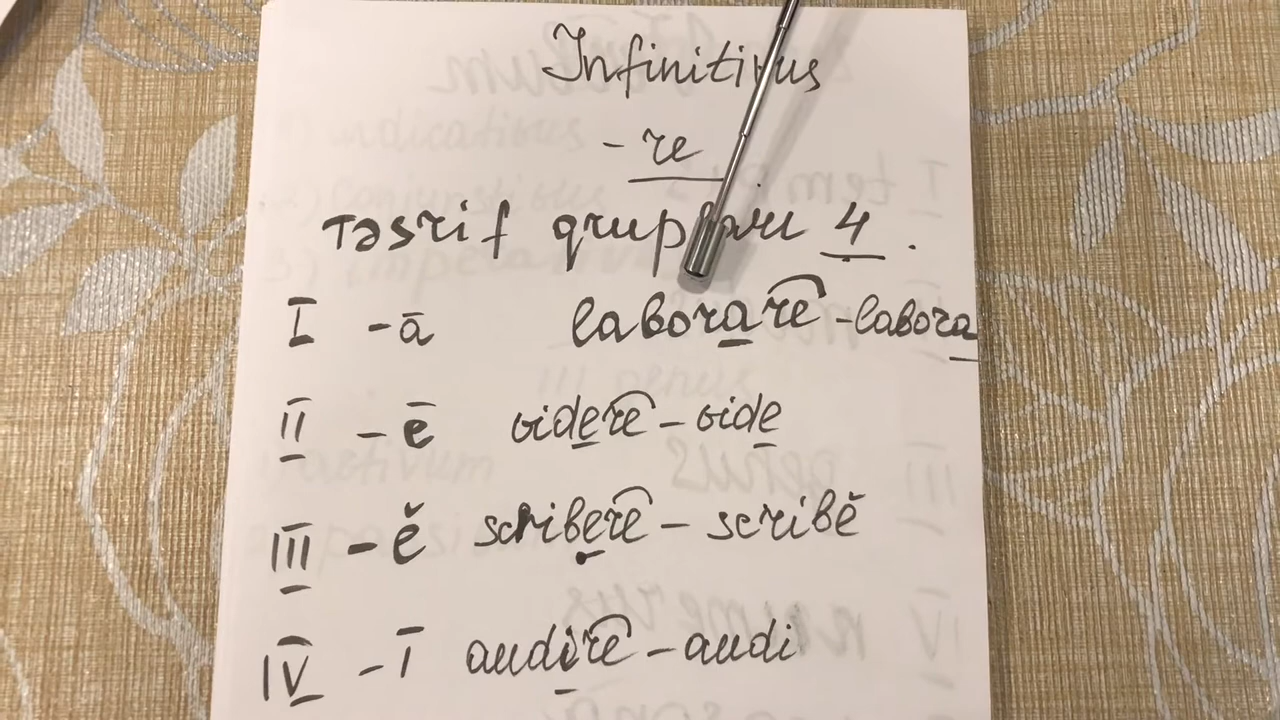 Infinitivus
- re
Təsrif qrupları 4.
I -ā laborare - labora
II - ē videre - vide
III - ĕ scribere - scribĕ
IV - ī audire - audi